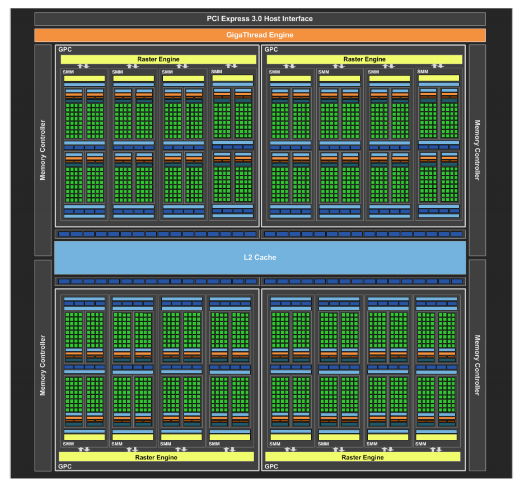 PCI Express 3.0 Host Interface
GigaThread Engine
GPC
Raster Engine
SMM SMM SMM SMM
GPC
Raster Engine
SMM SMM SMM SMM
Memory Controller
Memory Controller
L2 Cache
Memory Controller
Memory Controller
SMM SMM SMM SMM
Raster Engine
GPC
SMM SMM SMM SMM
Raster Engine
GPC